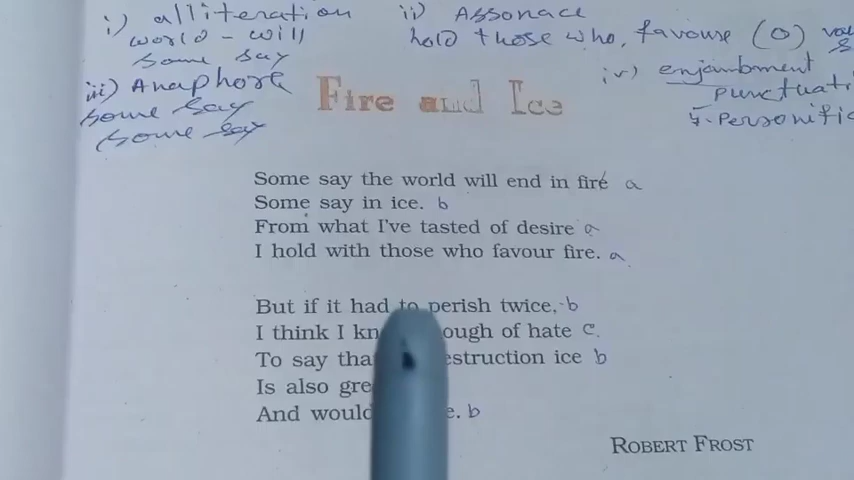 i) alliteration
world - will
some say
ii) Assonace
hold those who, favourse (o)
iii) Anaphore
some say
some say
iv) enjambment
punctuati
5. Personific
Fire and Ice
Some say the world will end in fire a
Some say in ice. b
From what I've tasted of desire a
I hold with those who favour fire. a
But if it had to perish twice, b
I think I kn ough of hate c
To say tha estruction ice b
Is also gre
And would e. b
ROBERT FROST